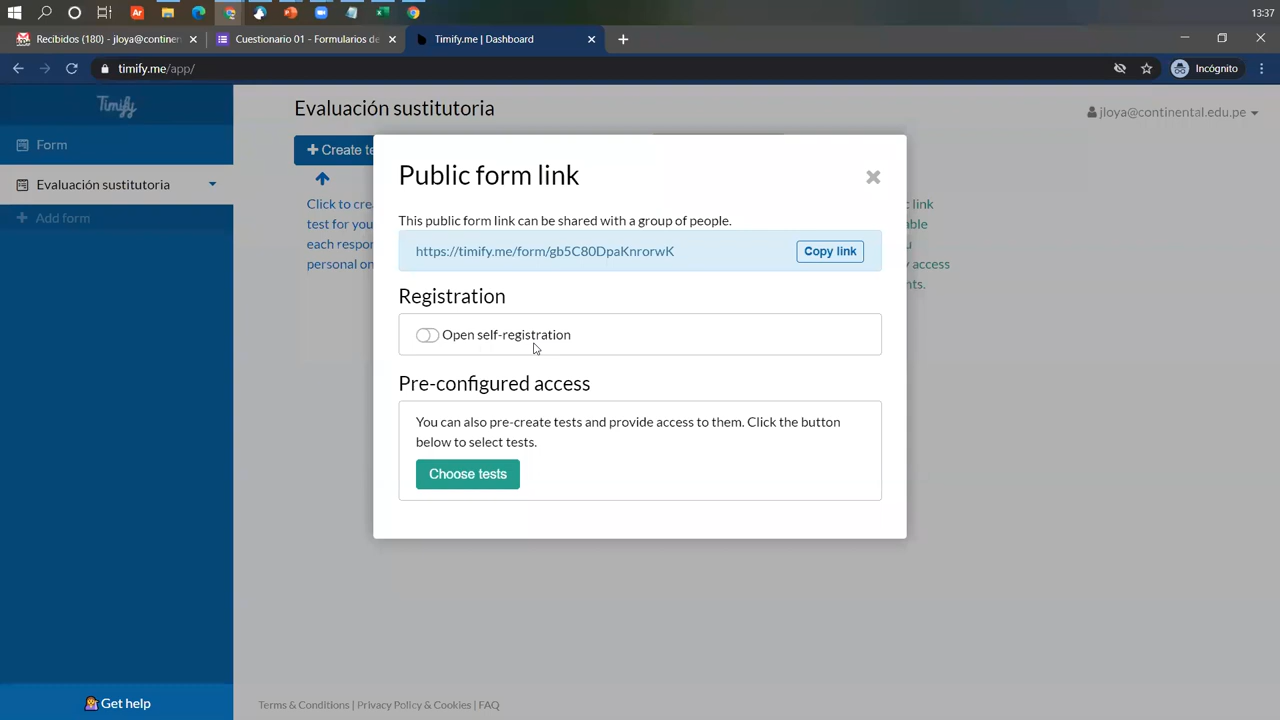 13:37
Recibidos (180) - jloya@continen
Cuestionario 01 - Formularios de
Timify.me | Dashboard
timify.me/app/
Incógnito
Timify
Evaluación sustitutoria
jloya@continental.edu.pe
Form
Evaluación sustitutoria
Add form
Create te
Click to cre
test for you
each respon
personal on
c link
able
u
y access
nts.
Public form link
This public form link can be shared with a group of people.
https://timify.me/form/gb5C80DpaKnrorwK
Copy link
Registration
Open self-registration
Pre-configured access
You can also pre-create tests and provide access to them. Click the button
below to select tests.
Choose tests
Get help
Terms & Conditions | Privacy Policy & Cookies | FAQ